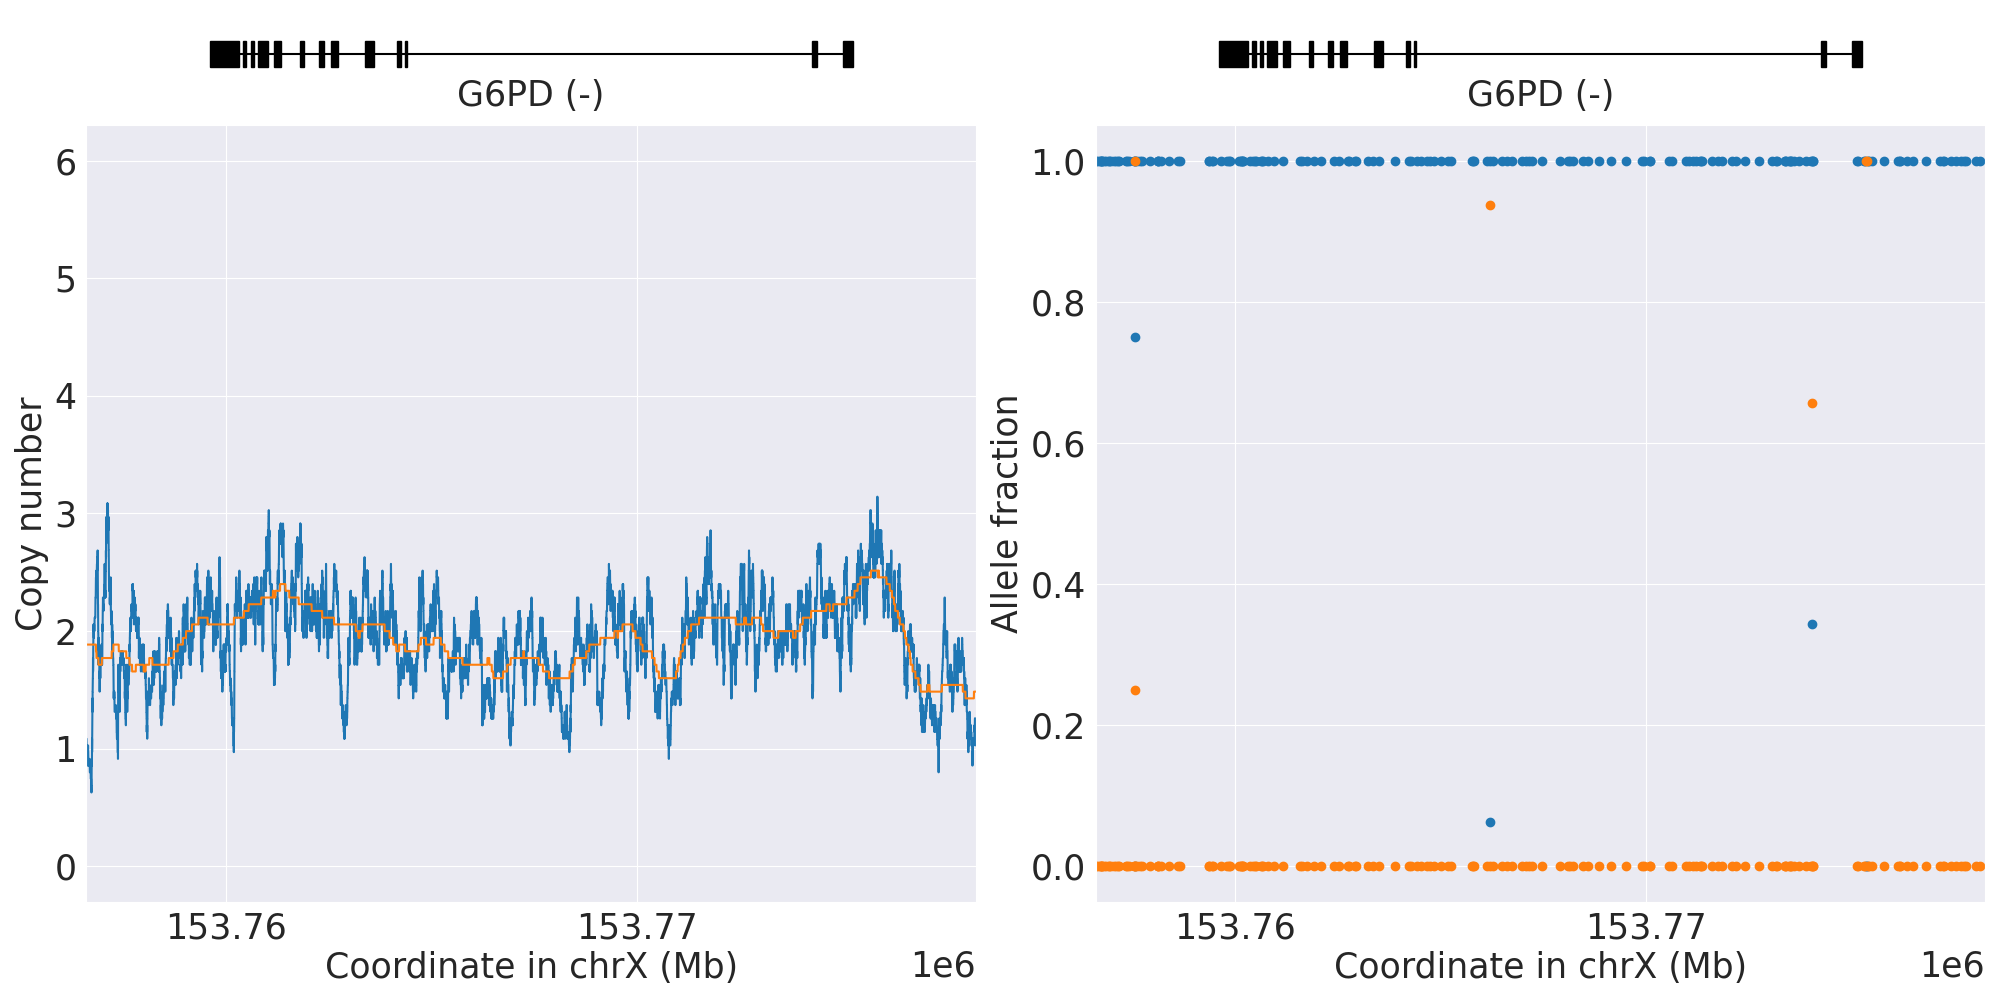 G6PD (-)
6
5
4
3
2
1
0
Copy number
153.76
153.77
Coordinate in chrX (Mb)
1e6
G6PD (-)
1.0
0.8
0.6
0.4
0.2
0.0
Allele fraction
153.76
153.77
Coordinate in chrX (Mb)
1e6